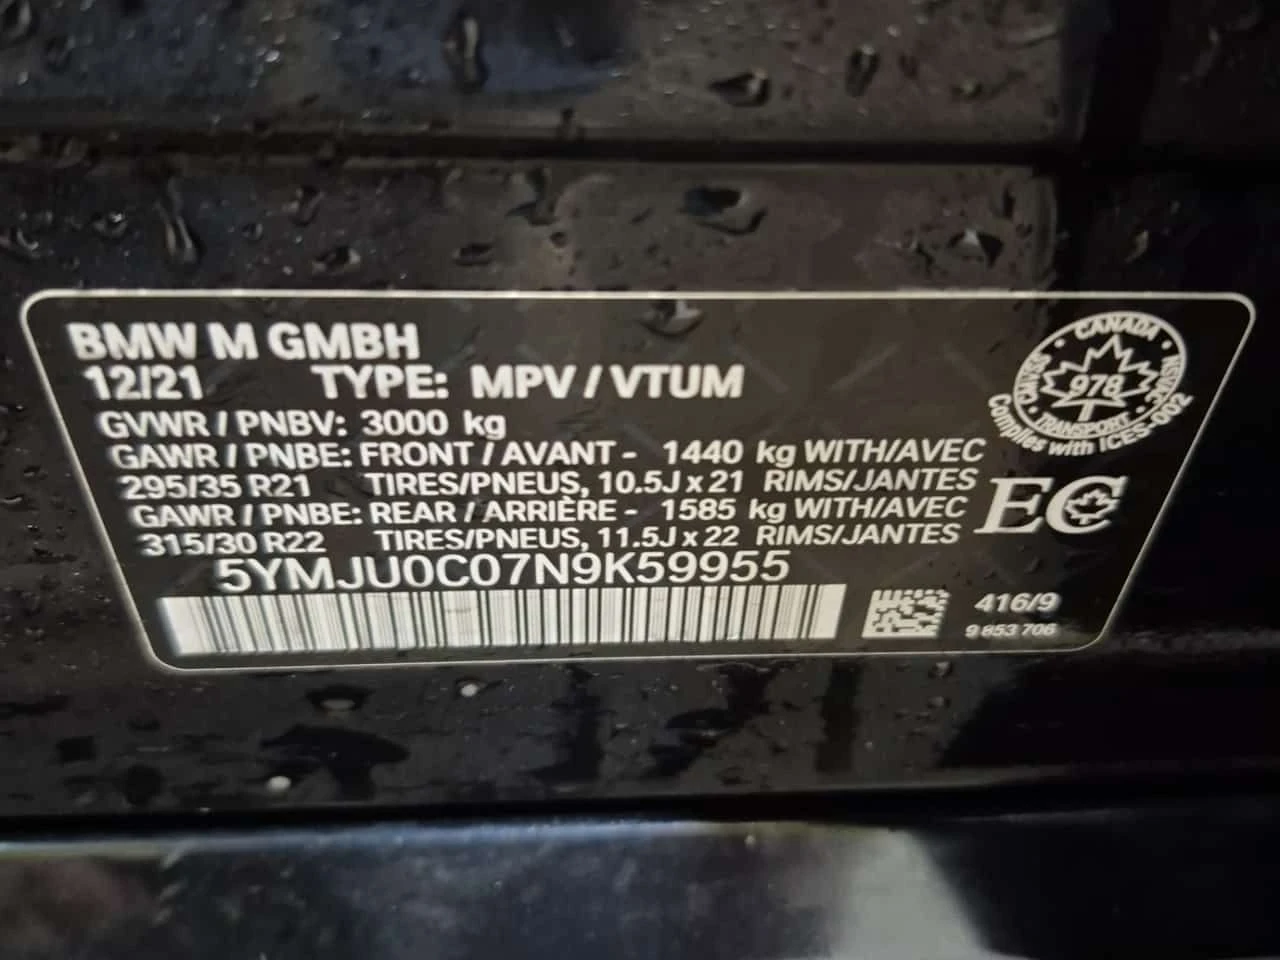 BMW M GMBH
12/21 TYPE: MPV / VTUM
GVWR / PNBV: 3000 kg
GAWR / PNBE: FRONT / AVANT - 1440 kg WITH/AVEC
295/35 R21 TIRES/PNEUS, 10.5J x 21 RIMS/JANTES
GAWR / PNBE: REAR / ARRIÈRE - 1585 kg WITH/AVEC
315/30 R22 TIRES/PNEUS, 11.5J x 22 RIMS/JANTES
5YMJU0C07N9K59955
CANADA
978
TRANSPORT
Complies with ICES-002
EC
416/9
9 853 706